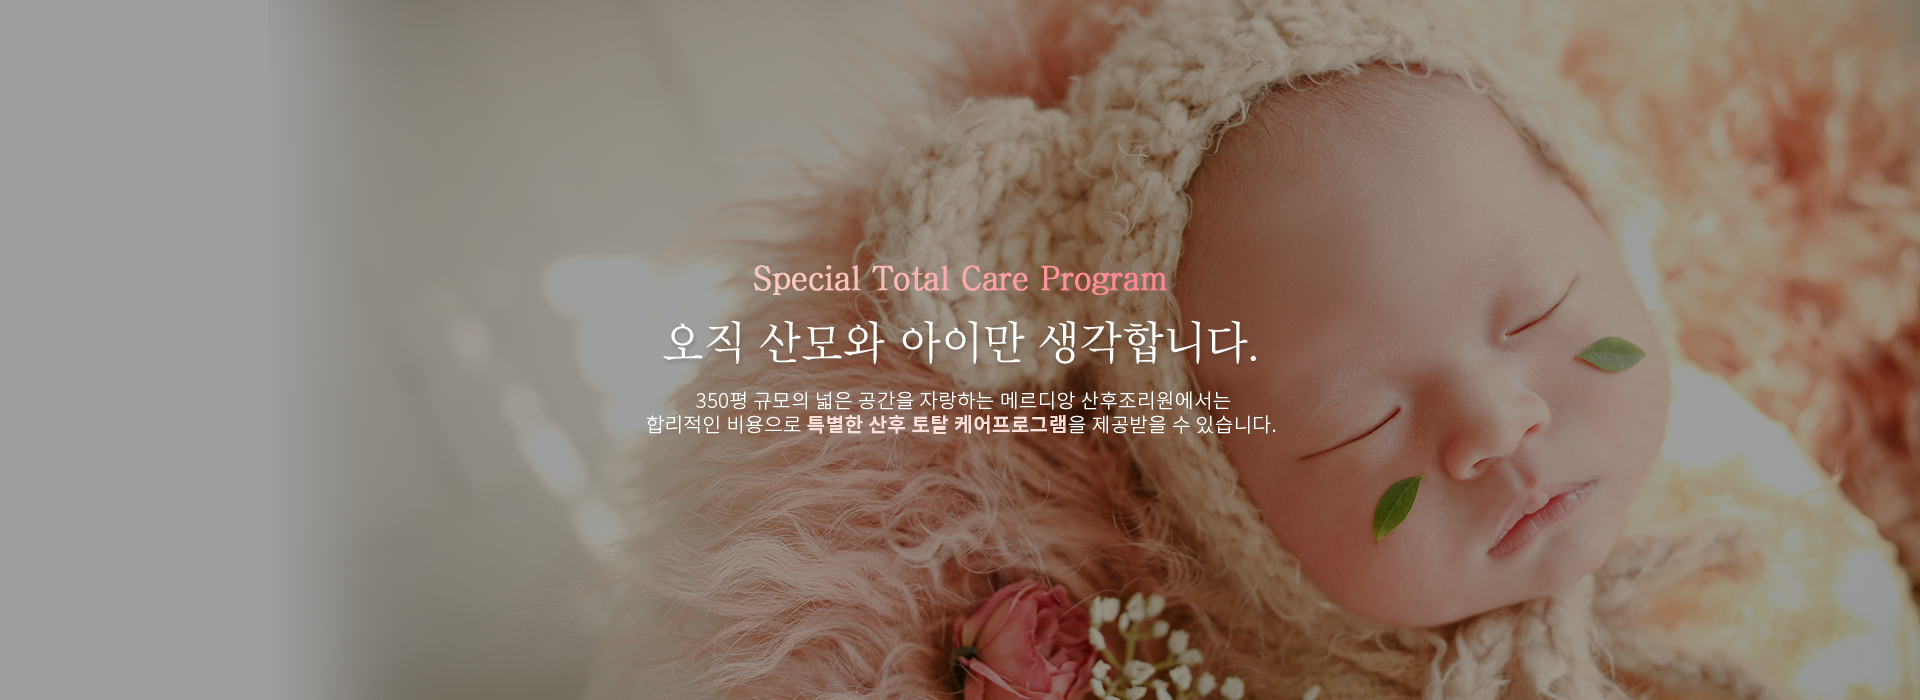 Special Total Care Program
오직 산모와 아이만 생각합니다.
350평 규모의 넓은 공간을 자랑하는 메르디앙 산후조리원에서는
합리적인 비용으로 특별한 산후 토탈 케어프로그램을 제공받을 수 있습니다.